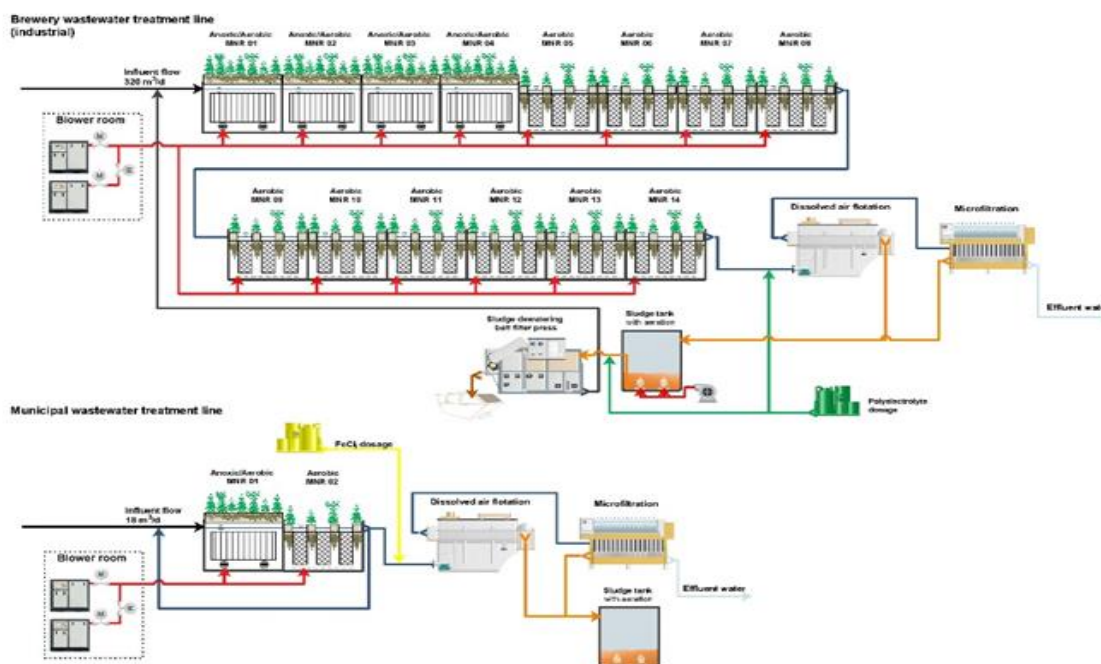 Brewery wastewater treatment line
(industrial)
Anoxic/Aerobic
MNR 01
Anoxic/Aerobic
MNR 02
Anoxic/Aerobic
MNR 03
Anoxic/Aerobic
MNR 04
Aerobic
MNR 05
Aerobic
MNR 06
Aerobic
MNR 07
Aerobic
MNR 08
Influent flow
320 m³/d
Blower room
Aerobic
MNR 09
Aerobic
MNR 10
Aerobic
MNR 11
Aerobic
MNR 12
Aerobic
MNR 13
Aerobic
MNR 14
Dissolved air flotation
Microfiltration
Effluent wat
Sludge dewatering
belt filter press
Sludge tank
with aeration
Polyelectrolyte
dosage
Municipal wastewater treatment line
FeCl₃ dosage
Anoxic/Aerobic
MNR 01
Aerobic
MNR 02
Influent flow
18 m³/d
Blower room
Dissolved air flotation
Microfiltration
Effluent water
Sludge tank
with aeration